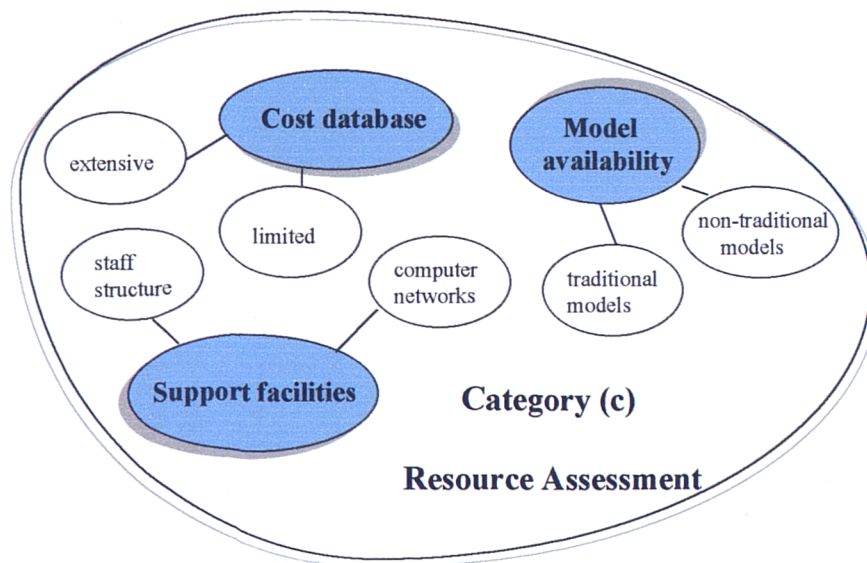 Cost database
extensive
limited
Model
availability
non-traditional
models
traditional
models
staff
structure
computer
networks
Support facilities
Category (c)
Resource Assessment